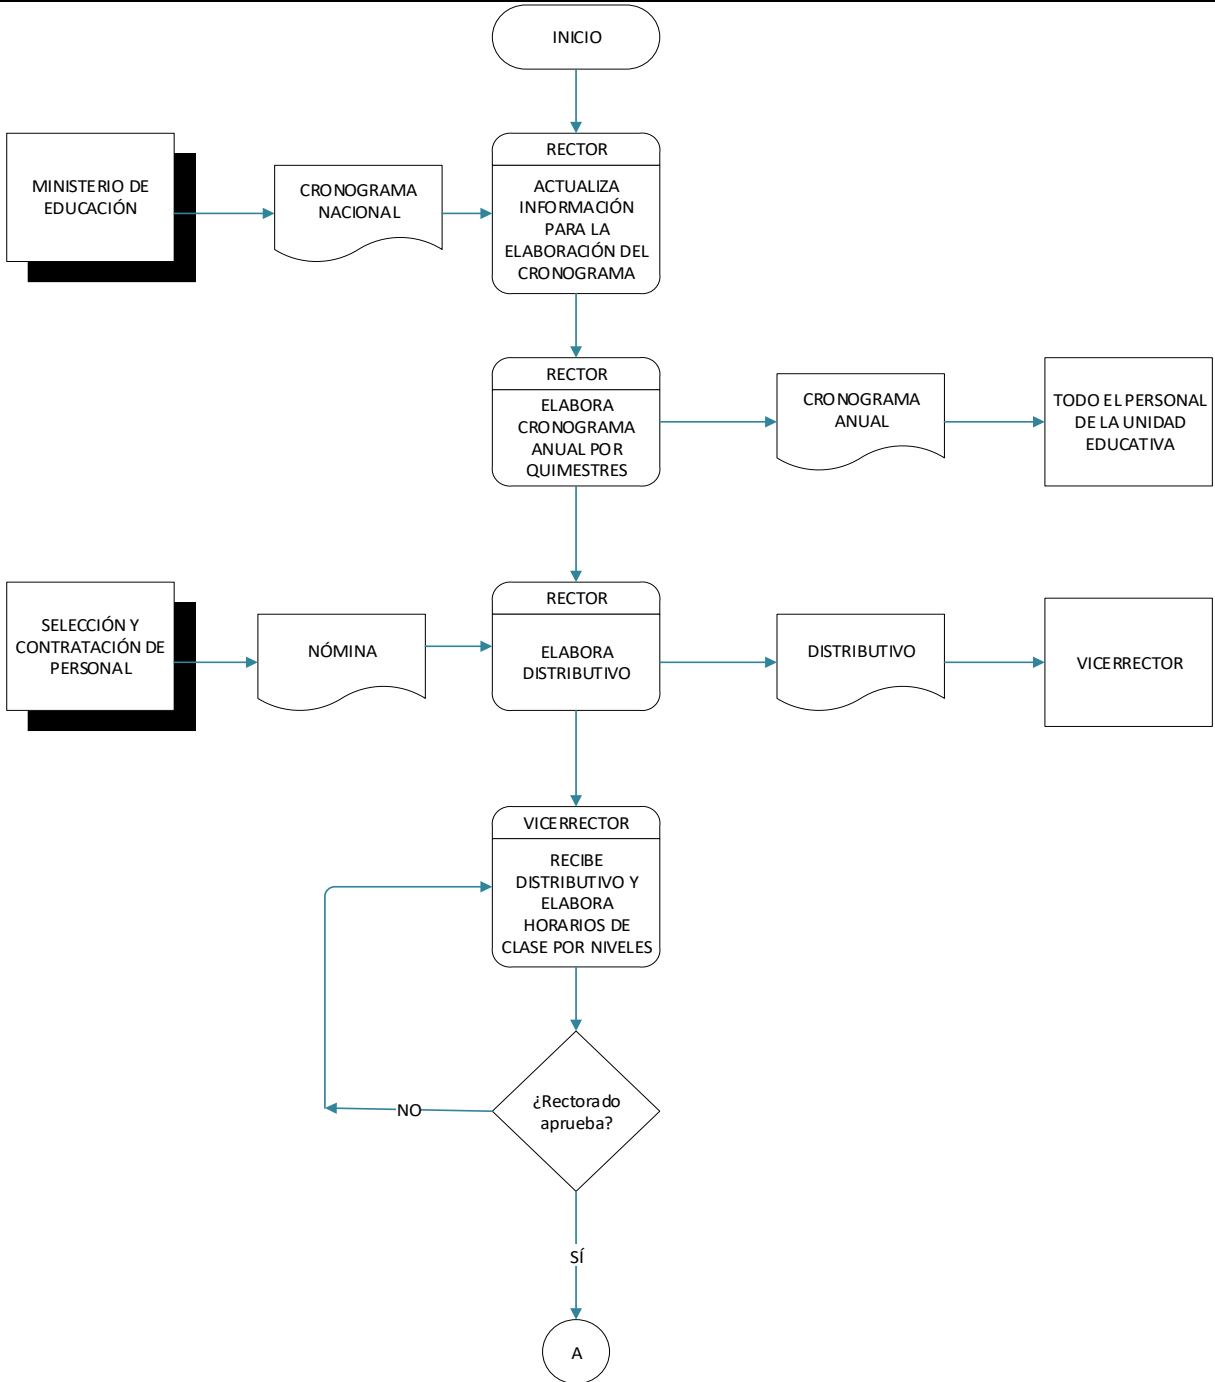 INICIO
MINISTERIO DE
EDUCACIÓN
CRONOGRAMA
NACIONAL
RECTOR
ACTUALIZA
INFORMACIÓN
PARA LA
ELABORACIÓN DEL
CRONOGRAMA
RECTOR
ELABORA
CRONOGRAMA
ANUAL POR
QUIMESTRES
CRONOGRAMA
ANUAL
TODO EL PERSONAL
DE LA UNIDAD
EDUCATIVA
SELECCIÓN Y
CONTRATACIÓN DE
PERSONAL
NÓMINA
RECTOR
ELABORA
DISTRIBUTIVO
DISTRIBUTIVO
VICERRECTOR
VICERRECTOR
RECIBE
DISTRIBUTIVO Y
ELABORA
HORARIOS DE
CLASE POR NIVELES
¿Rectorado
aprueba?
NO
SÍ
A